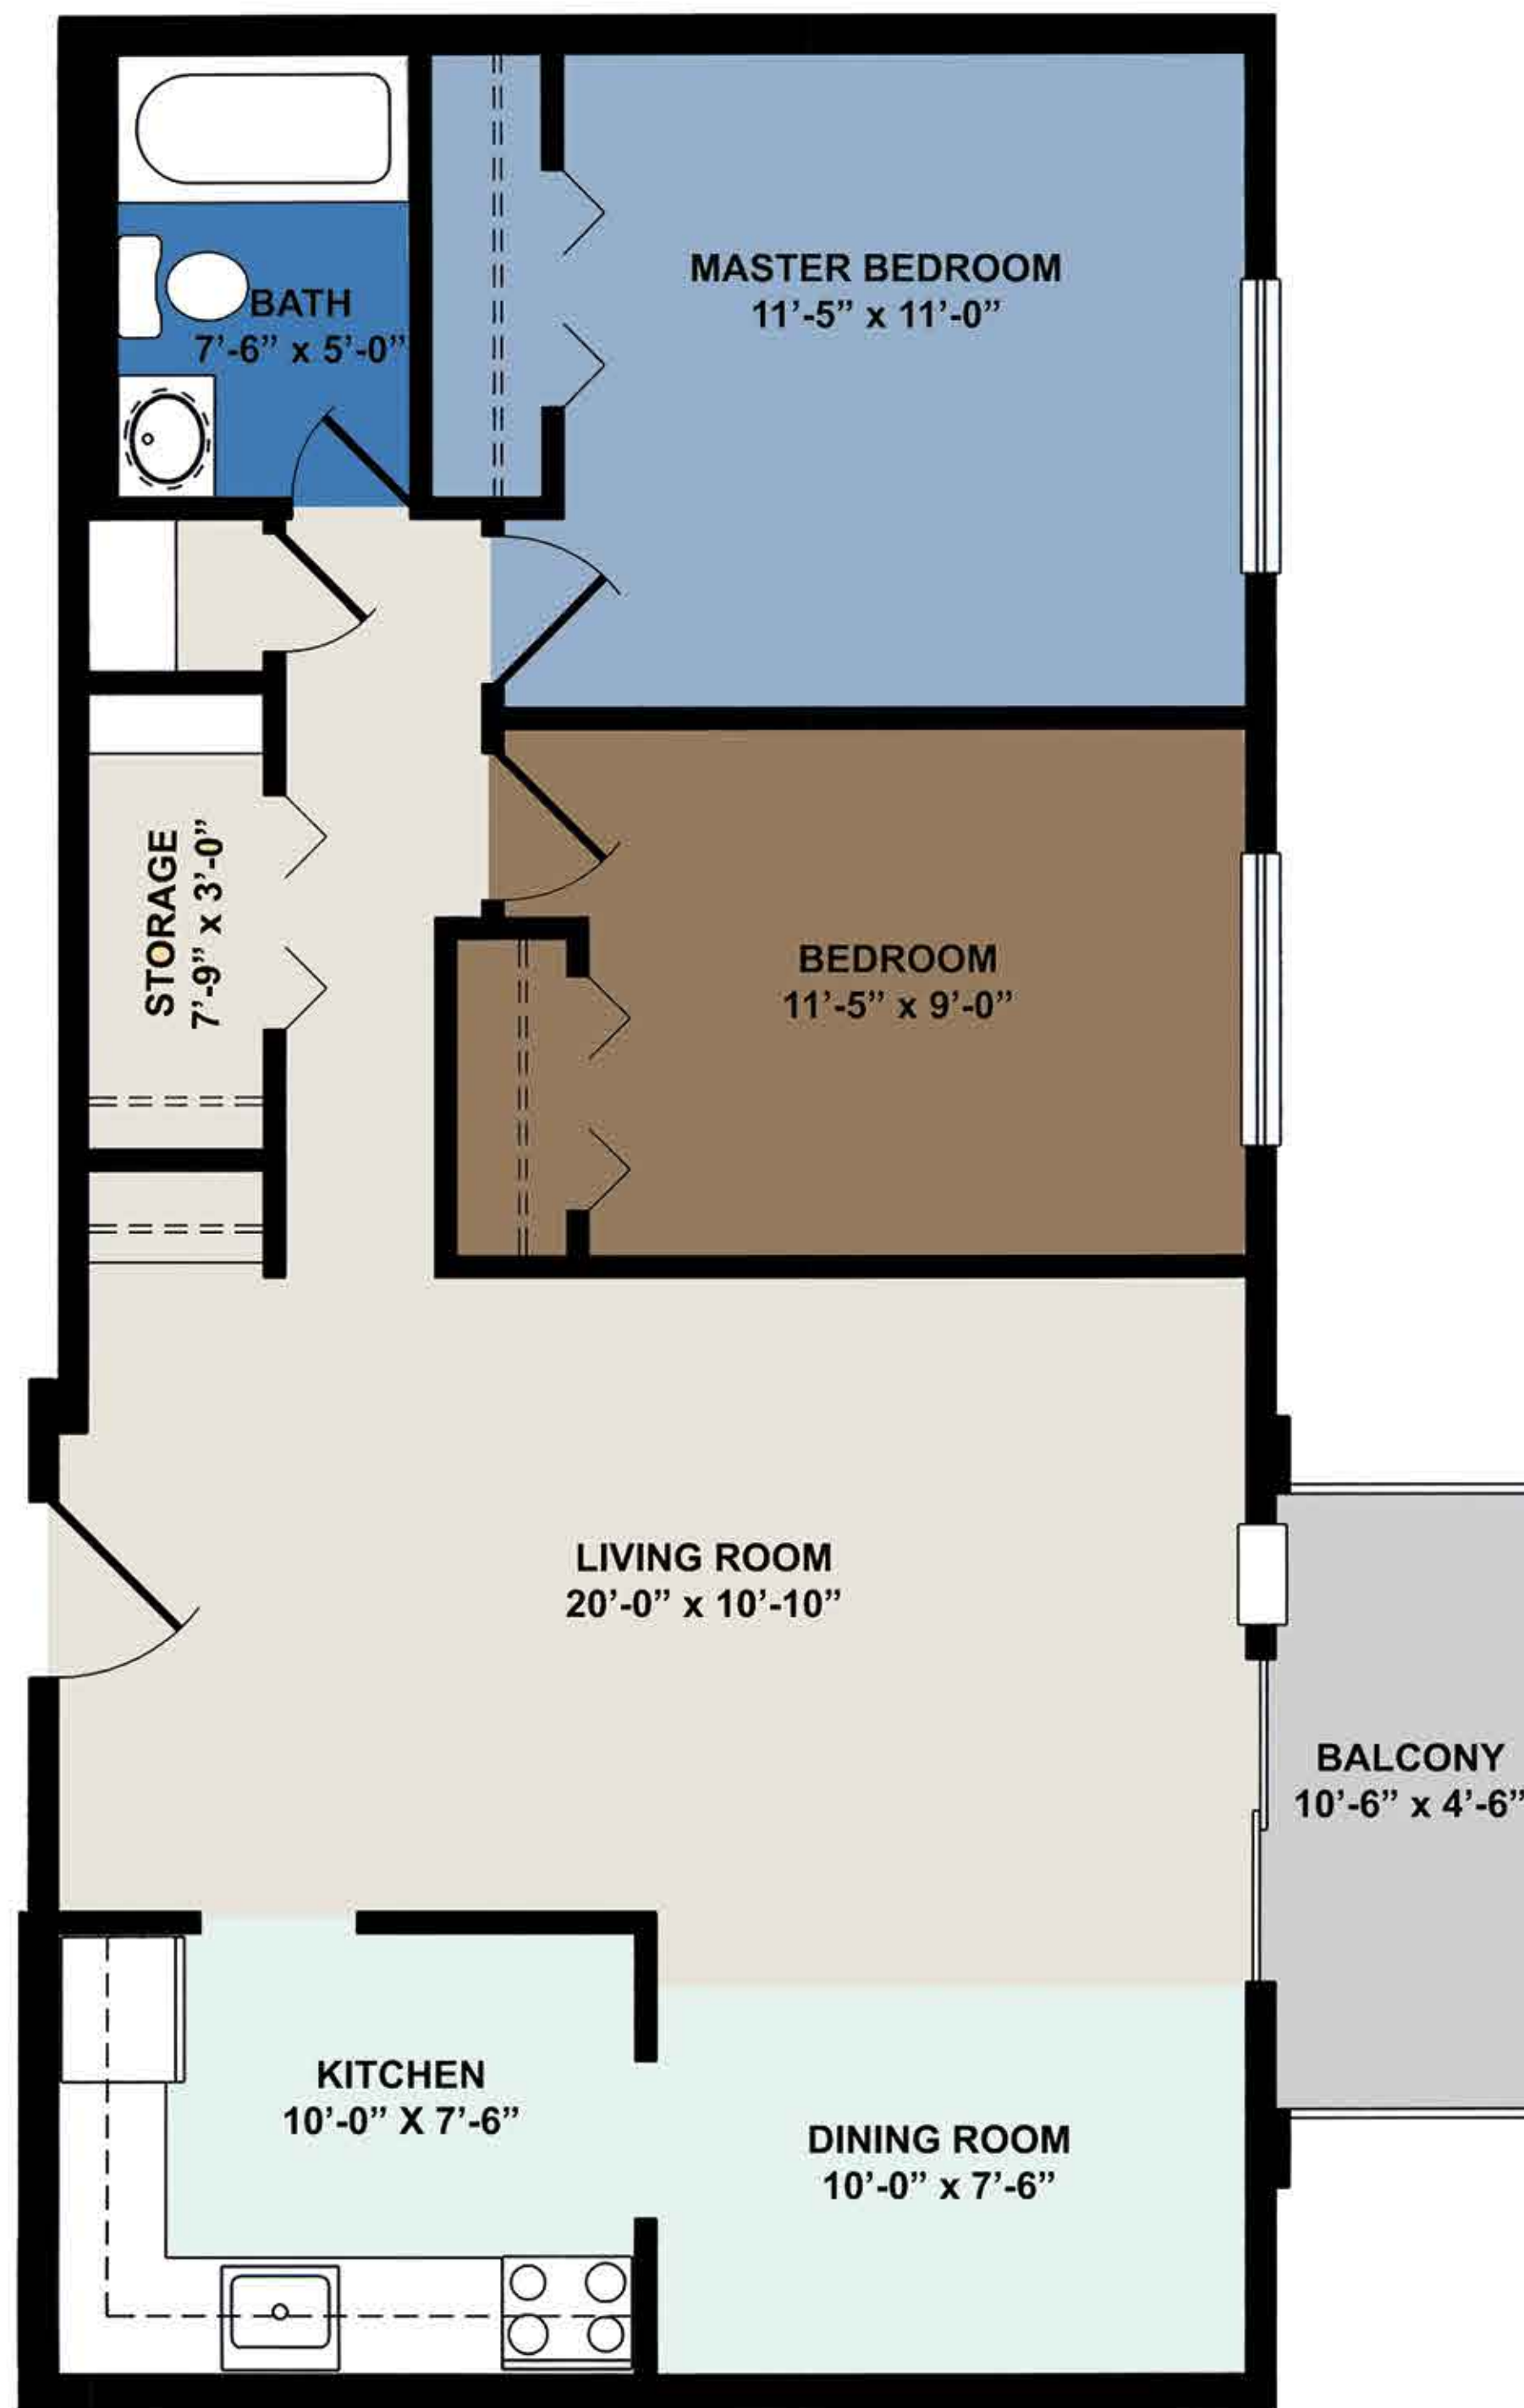 MASTER BEDROOM
11’-5” x 11’-0”
BATH
7’-6” x 5’-0”
STORAGE
7’-9” x 3’-0”
BEDROOM
11’-5” x 9’-0”
LIVING ROOM
20’-0” x 10’-10”
BALCONY
10’-6” x 4’-6”
KITCHEN
10’-0” X 7’-6”
DINING ROOM
10’-0” x 7’-6”